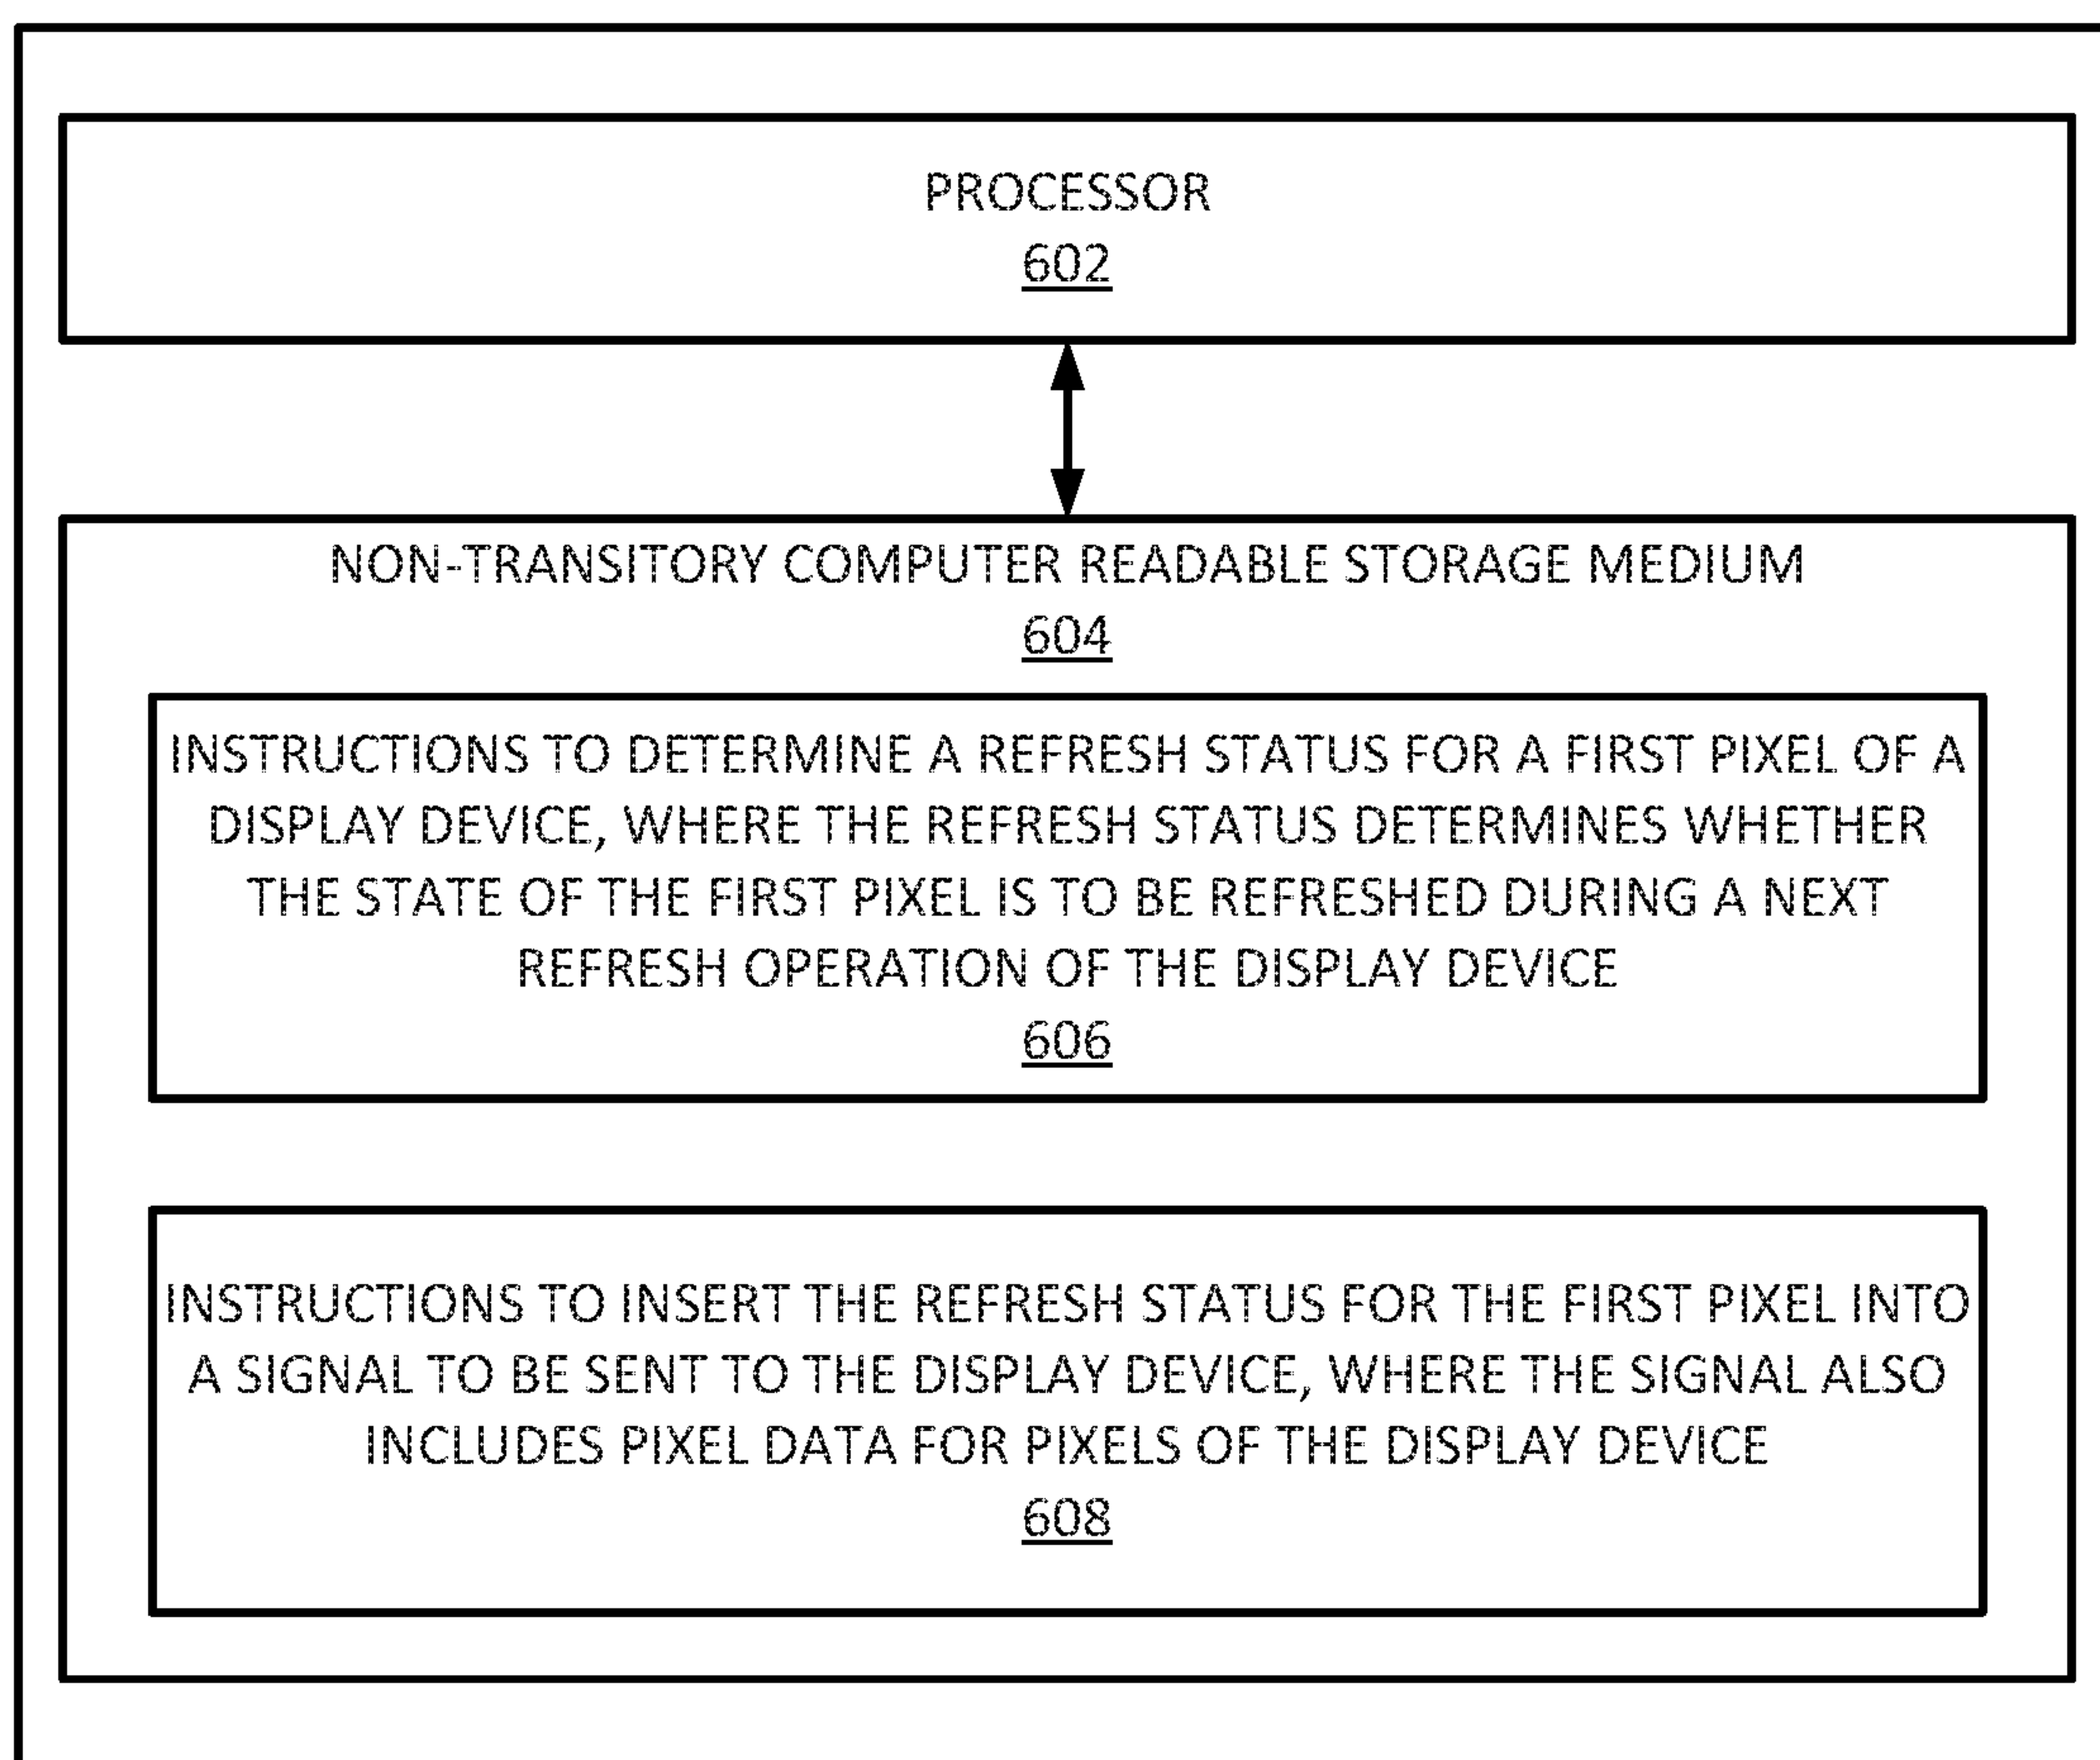 PROCESSOR
602
NON-TRANSITORY COMPUTER READABLE STORAGE MEDIUM
604
INSTRUCTIONS TO DETERMINE A REFRESH STATUS FOR A FIRST PIXEL OF A
DISPLAY DEVICE, WHERE THE REFRESH STATUS DETERMINES WHETHER
THE STATE OF THE FIRST PIXEL IS TO BE REFRESHED DURING A NEXT
REFRESH OPERATION OF THE DISPLAY DEVICE
606
INSTRUCTIONS TO INSERT THE REFRESH STATUS FOR THE FIRST PIXEL INTO
A SIGNAL TO BE SENT TO THE DISPLAY DEVICE, WHERE THE SIGNAL ALSO
INCLUDES PIXEL DATA FOR PIXELS OF THE DISPLAY DEVICE
608